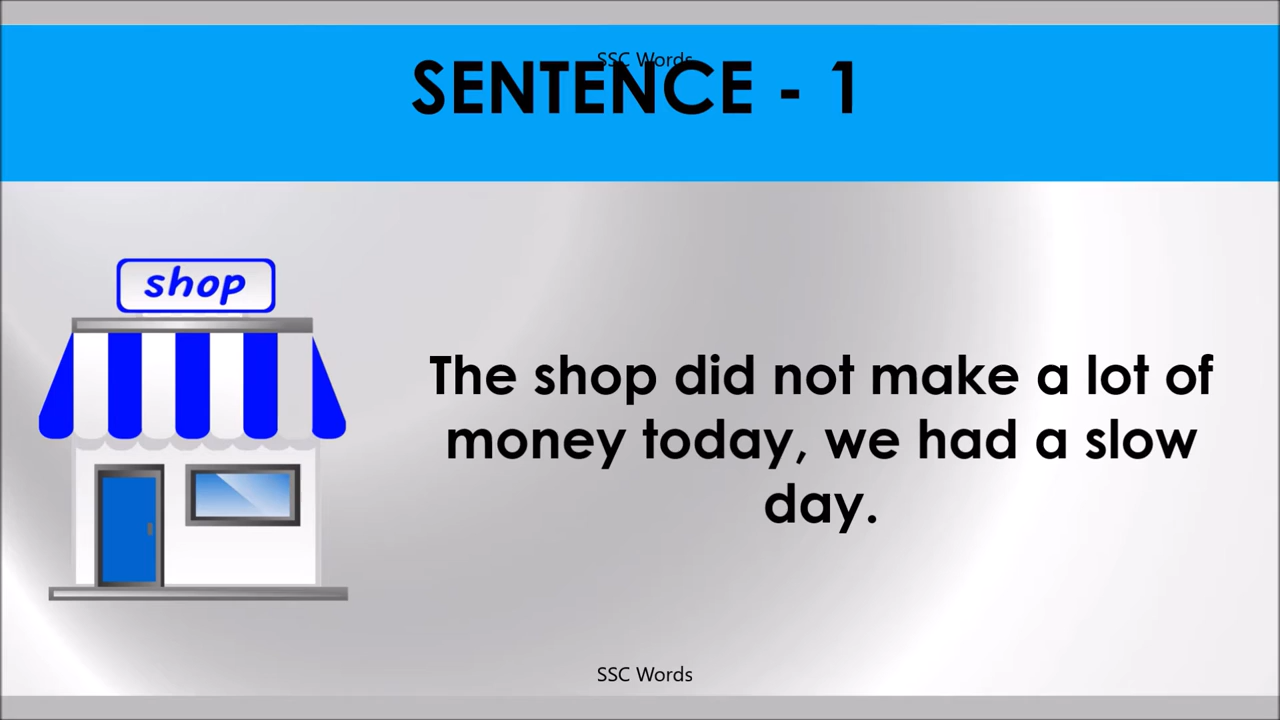 SSC Words
SENTENCE - 1
shop
The shop did not make a lot of
money today, we had a slow
day.
SSC Words